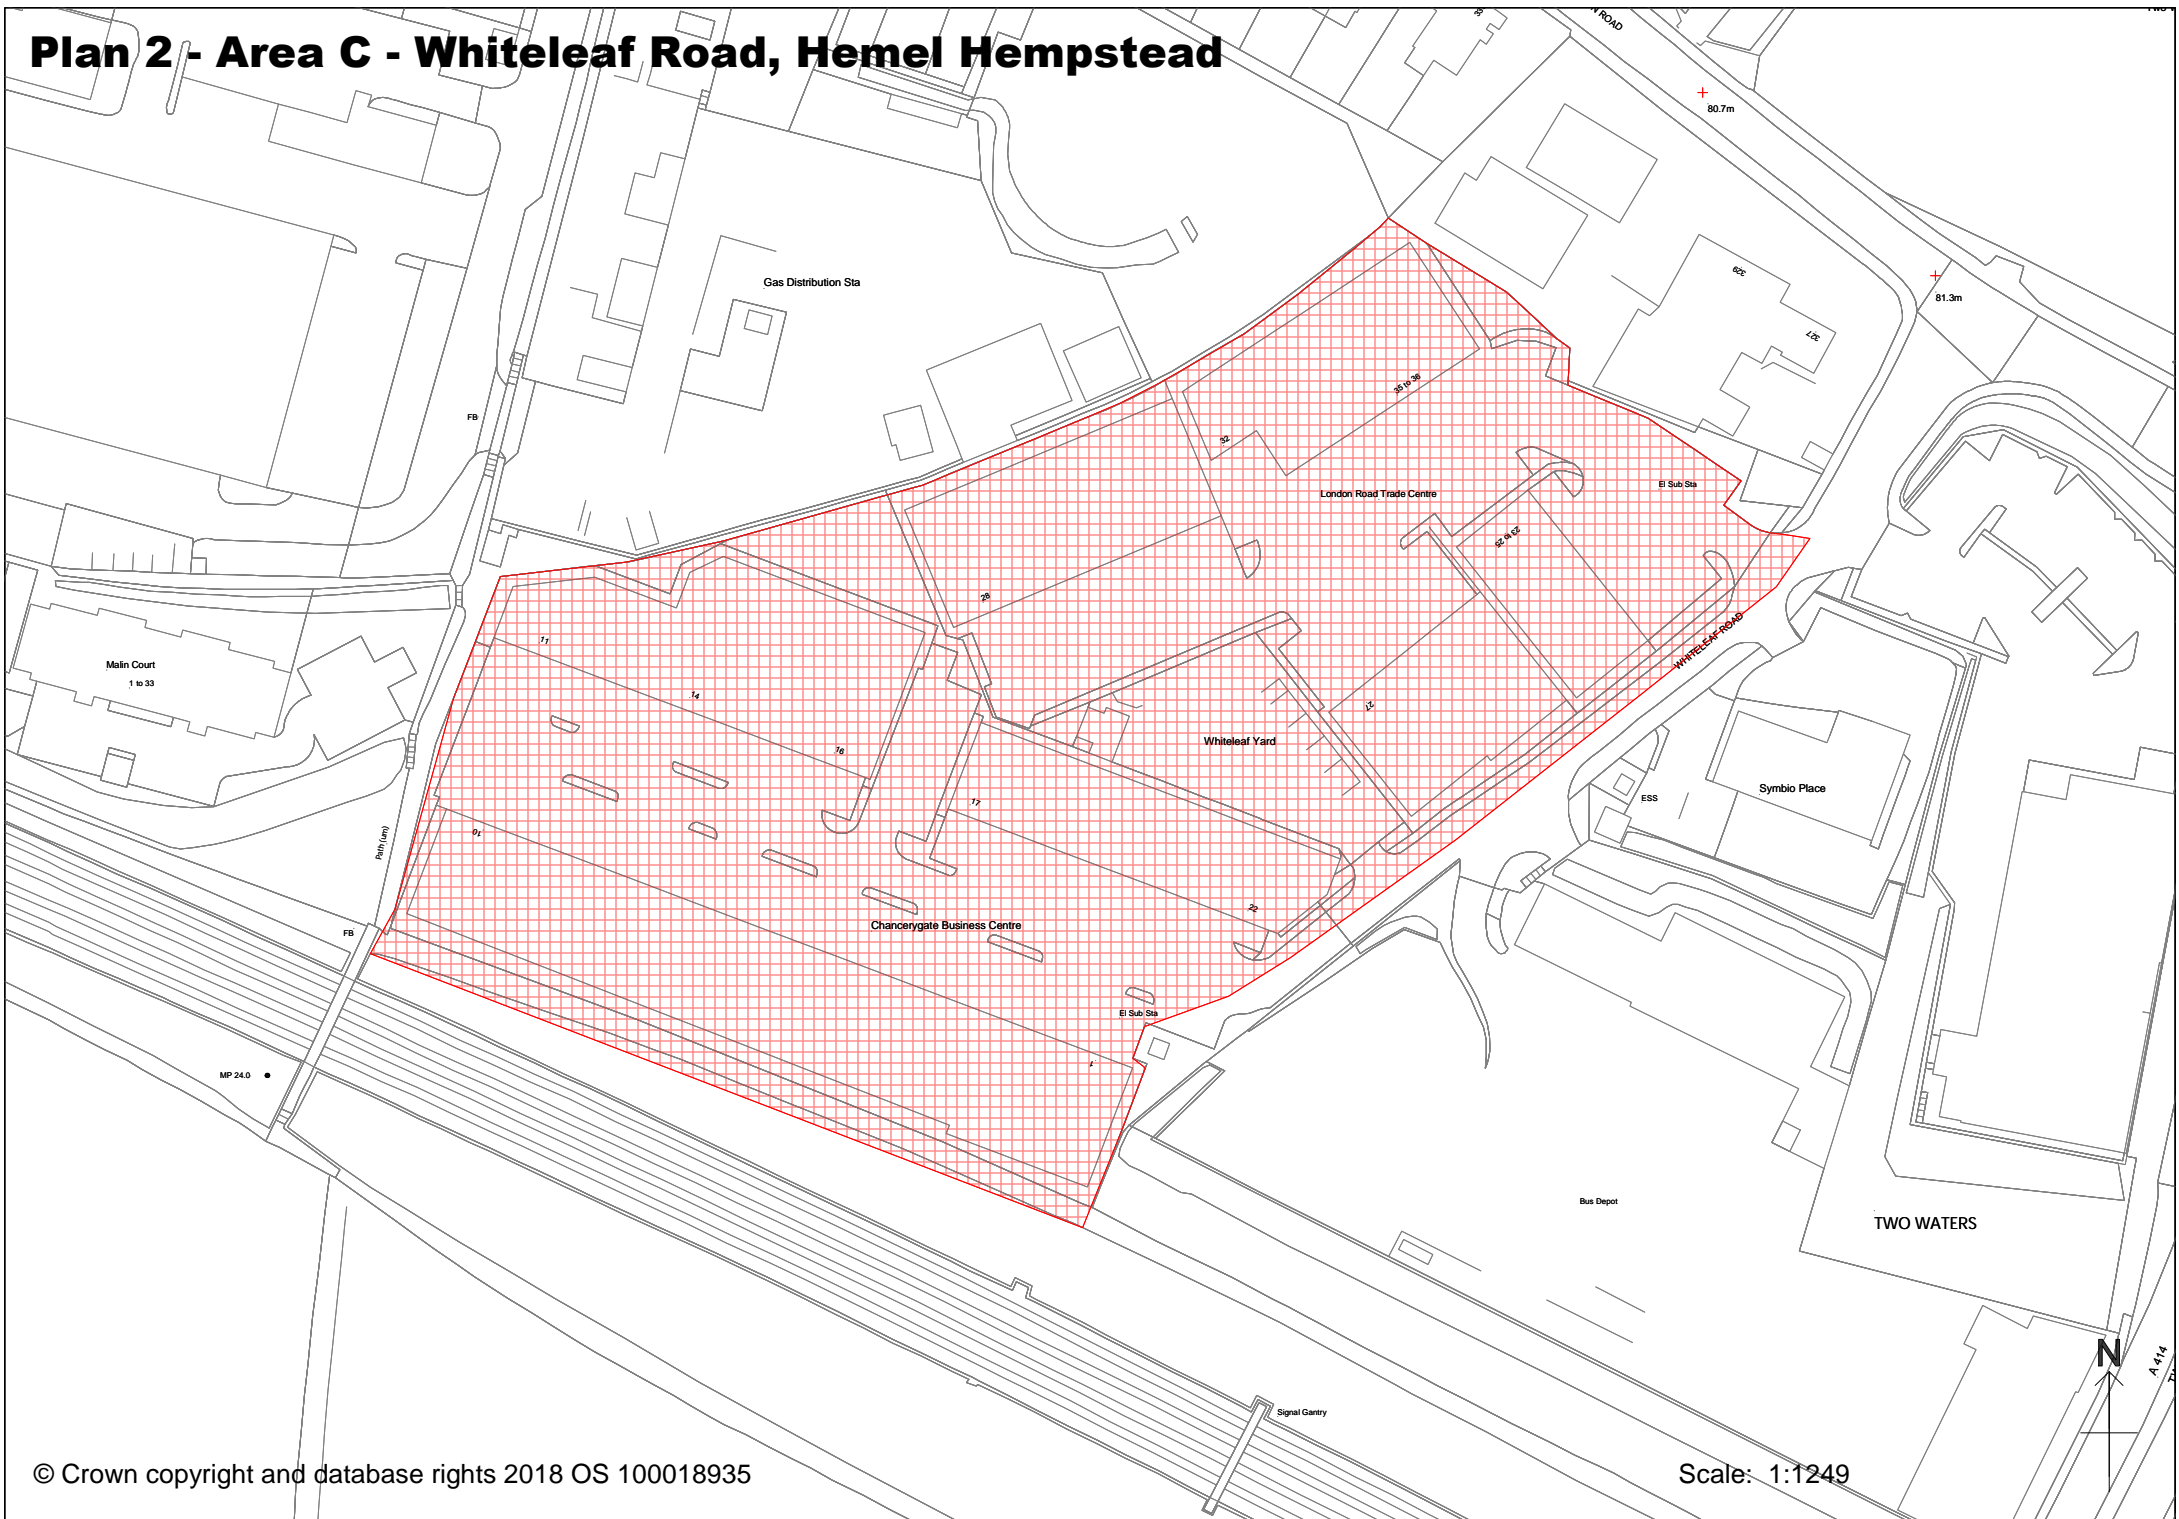 Plan 2 - Area C - Whiteleaf Road, Hemel Hempstead
80.7m
329
81.3m
327
Gas Distribution Sta
FB
35 to 36
32
London Road Trade Centre
El Sub Sta
23 to 25
28
WHITELEAF ROAD
11
Malin Court
1 to 33
14
27
16
Whiteleaf Yard
Symbio Place
ESS
17
10
Path (um)
22
Chancerygate Business Centre
FB
El Sub Sta
1
MP 24.0
Bus Depot
TWO WATERS
N
A 414
Signal Gantry
© Crown copyright and database rights 2018 OS 100018935
Scale: 1:1249